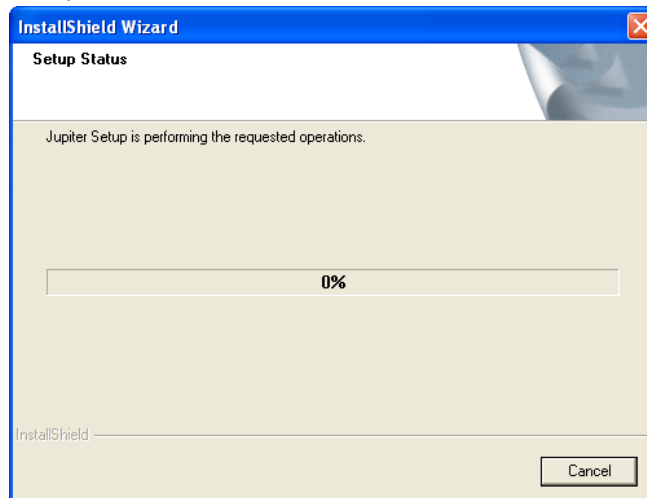 InstallShield Wizard
Setup Status
Jupiter Setup is performing the requested operations.
0%
InstallShield
Cancel